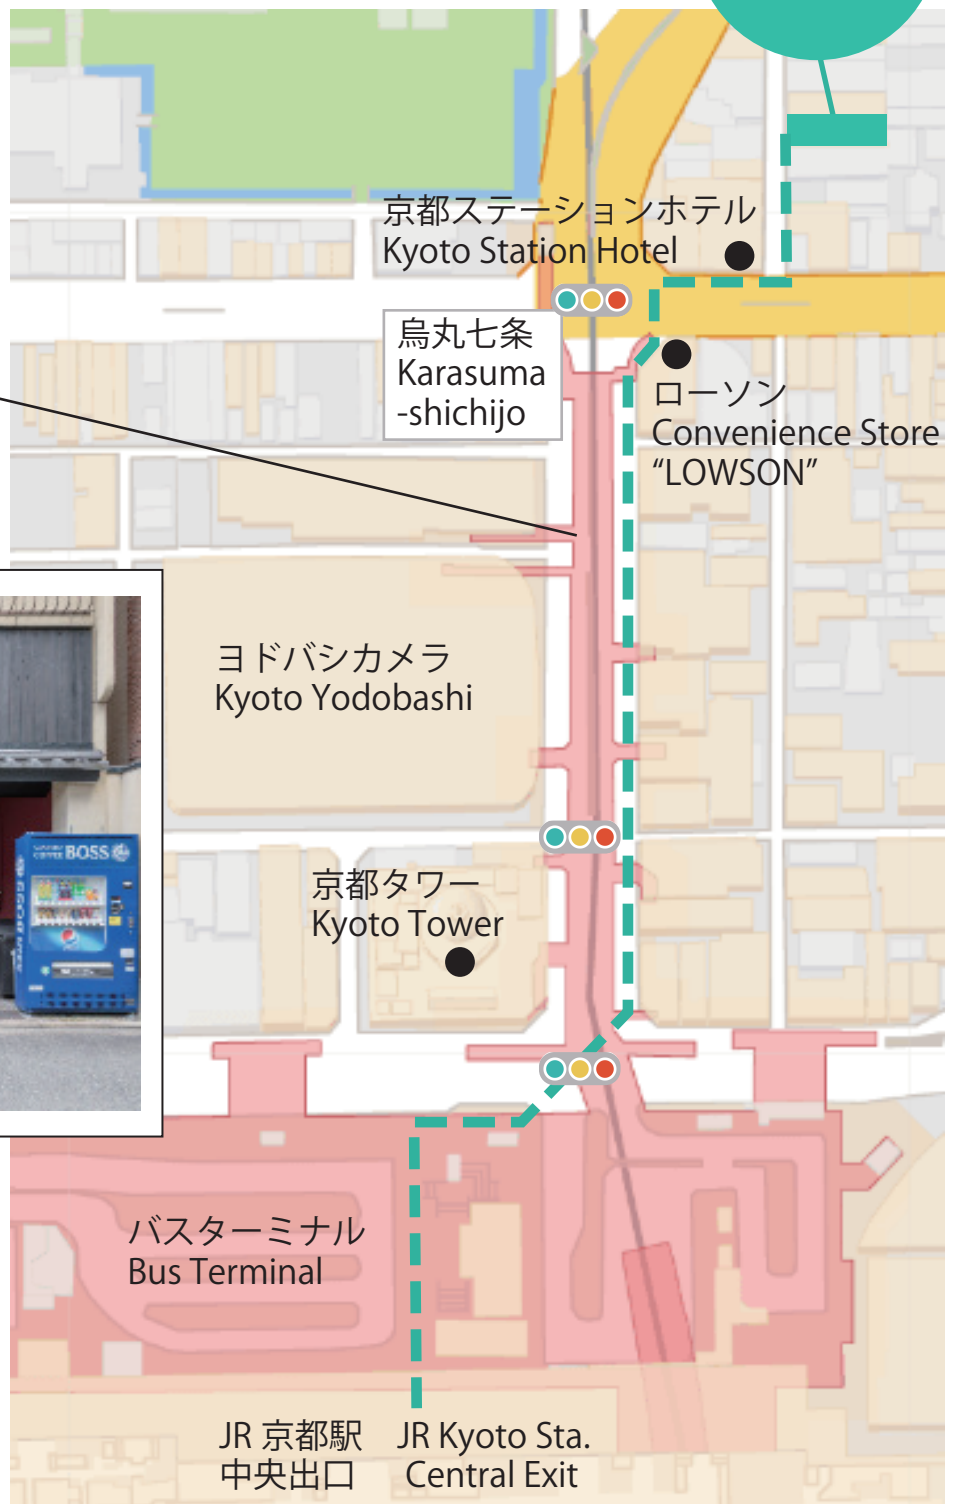 京都ステーションホテル
Kyoto Station Hotel
烏丸七条
Karasuma
-shichijo
ローソン
Convenience Store
“LOWSON”
ヨドバシカメラ
Kyoto Yodobashi
BOSS
京都タワー
Kyoto Tower
バスターミナル
Bus Terminal
JR 京都駅
中央出口
JR Kyoto Sta.
Central Exit